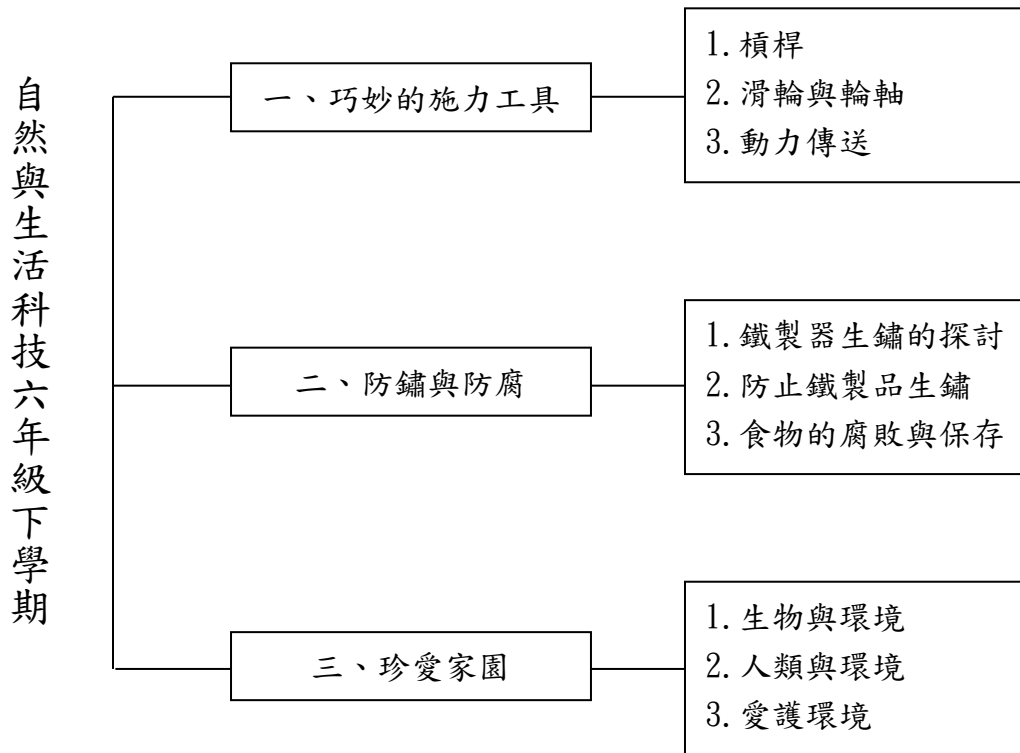 自然與生活科技六年級下學期
一、巧妙的施力工具
1.槓桿
2.滑輪與輪軸
3.動力傳送
二、防鏽與防腐
1.鐵製器生鏽的探討
2.防止鐵製品生鏽
3.食物的腐敗與保存
三、珍愛家園
1.生物與環境
2.人類與環境
3.愛護環境